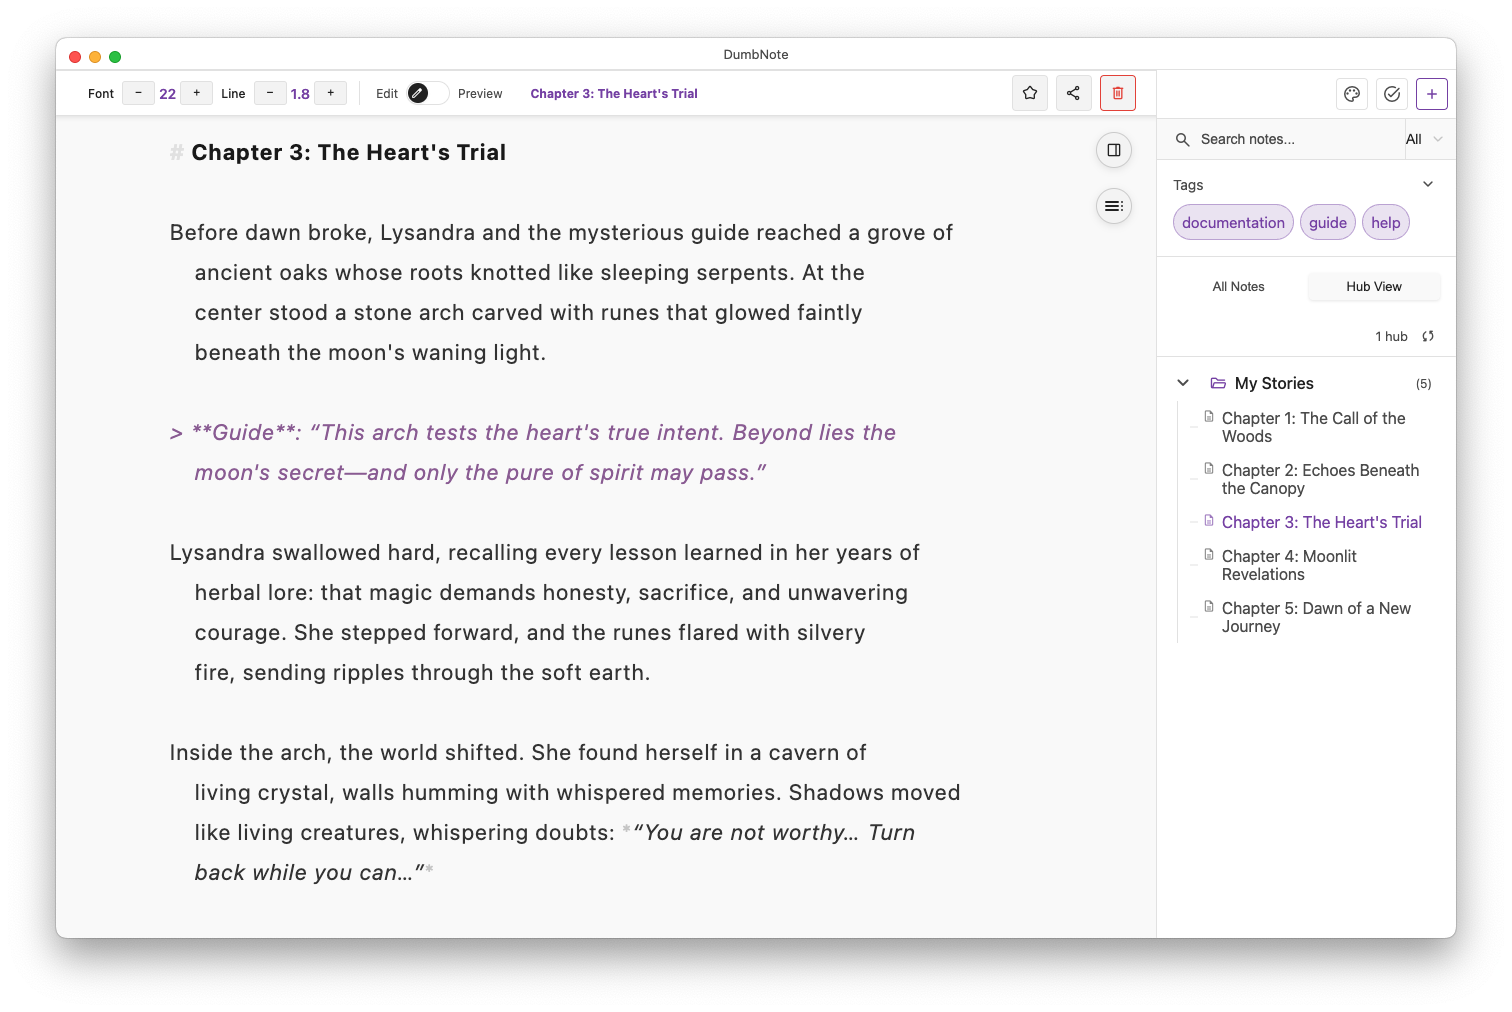 DumbNote
Font − 22 + Line − 1.8 + Edit Preview Chapter 3: The Heart's Trial
# Chapter 3: The Heart's Trial
Before dawn broke, Lysandra and the mysterious guide reached a grove of
ancient oaks whose roots knotted like sleeping serpents. At the
center stood a stone arch carved with runes that glowed faintly
beneath the moon's waning light.
> **Guide**: “This arch tests the heart's true intent. Beyond lies the
moon's secret—and only the pure of spirit may pass.”
Lysandra swallowed hard, recalling every lesson learned in her years of
herbal lore: that magic demands honesty, sacrifice, and unwavering
courage. She stepped forward, and the runes flared with silvery
fire, sending ripples through the soft earth.
Inside the arch, the world shifted. She found herself in a cavern of
living crystal, walls humming with whispered memories. Shadows moved
like living creatures, whispering doubts: *“You are not worthy… Turn
back while you can…”*
+
Search notes... All
Tags
documentation guide help
All Notes Hub View
1 hub
My Stories (5)
Chapter 1: The Call of the
Woods
Chapter 2: Echoes Beneath
the Canopy
Chapter 3: The Heart's Trial
Chapter 4: Moonlit
Revelations
Chapter 5: Dawn of a New
Journey